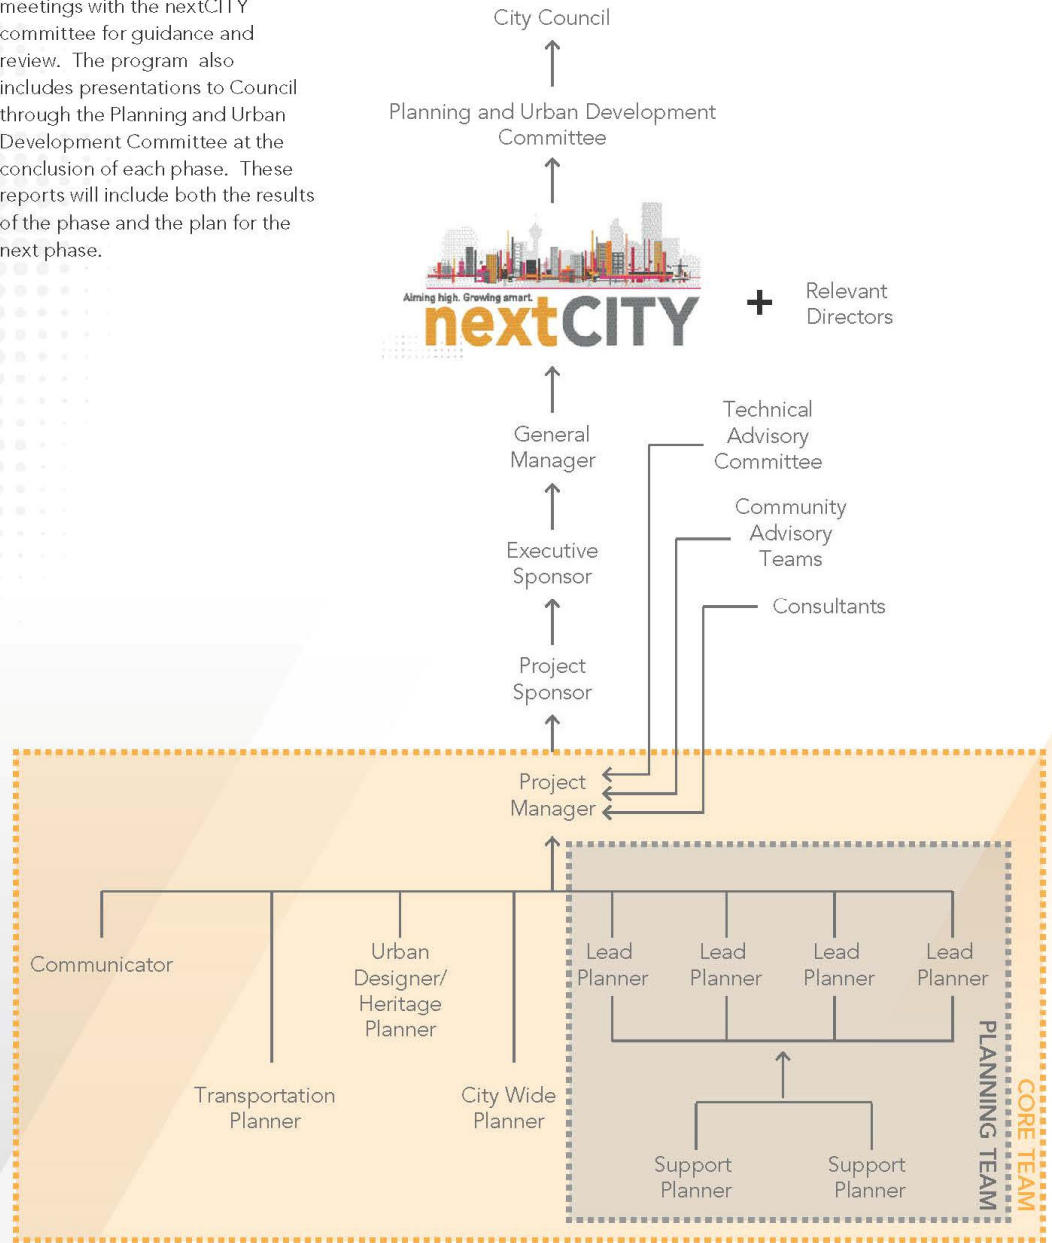 meetings with the nextCITY
committee for guidance and
review. The program also
includes presentations to Council
through the Planning and Urban
Development Committee at the
conclusion of each phase. These
reports will include both the results
of the phase and the plan for the
next phase.
City Council
Planning and Urban Development
Committee
Aiming high. Growing smart.
nextCITY
+
Relevant
Directors
General
Manager
Technical
Advisory
Committee
Community
Advisory
Teams
Executive
Sponsor
Consultants
Project
Sponsor
Project
Manager
Communicator
Transportation
Planner
Urban
Designer/
Heritage
Planner
City Wide
Planner
Lead
Planner
Lead
Planner
Lead
Planner
Lead
Planner
Support
Planner
Support
Planner
PLANNING TEAM
CORE TEAM